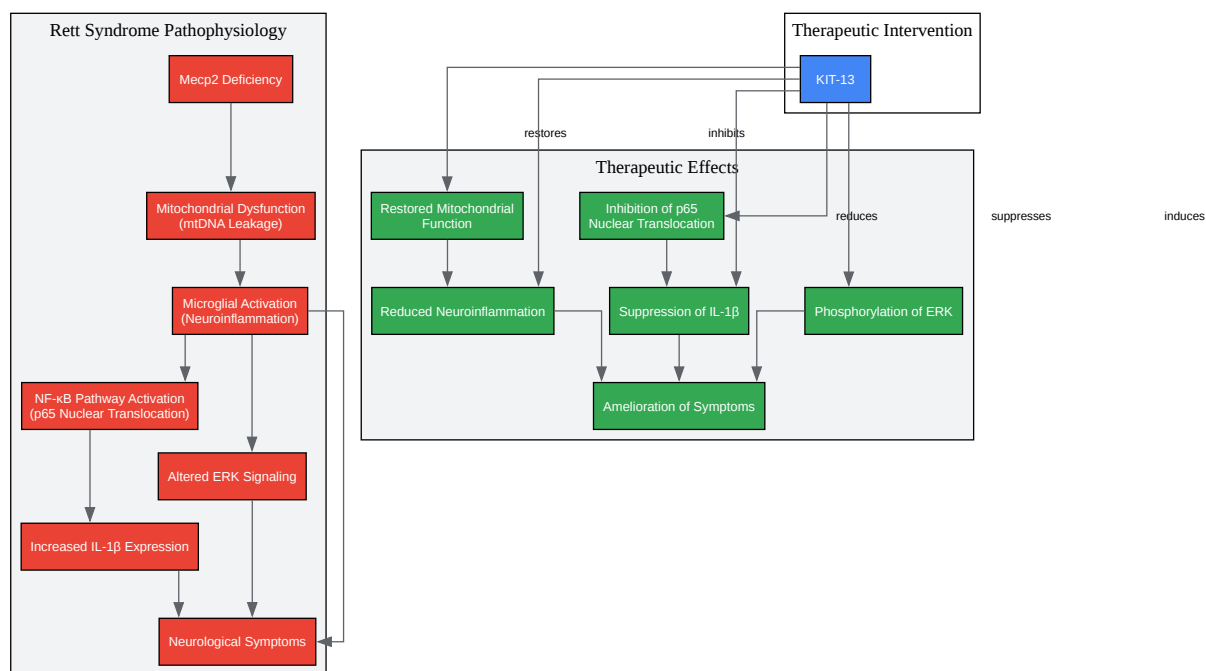 Rett Syndrome Pathophysiology
Mecp2 Deficiency
Mitochondrial Dysfunction
(mtDNA Leakage)
Microglial Activation
(Neuroinflammation)
NF-κB Pathway Activation
(p65 Nuclear Translocation)
Altered ERK Signaling
Increased IL-1β Expression
Neurological Symptoms
Therapeutic Intervention
KIT-13
restores
inhibits
reduces
suppresses
induces
Therapeutic Effects
Restored Mitochondrial
Function
Inhibition of p65
Nuclear Translocation
Reduced Neuroinflammation
Suppression of IL-1β
Phosphorylation of ERK
Amelioration of Symptoms